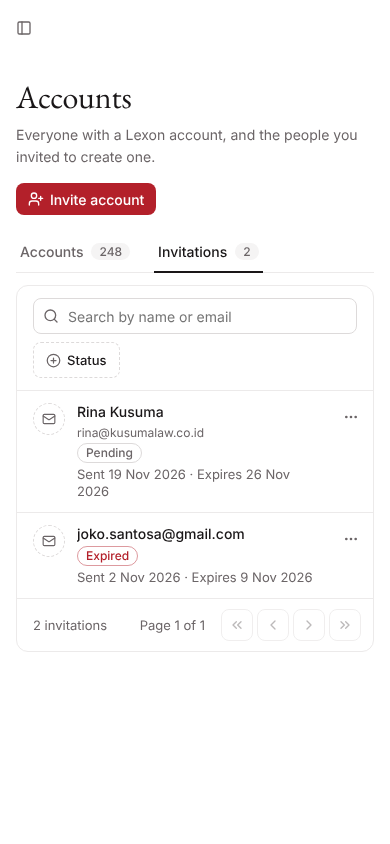 Accounts
Everyone with a Lexon account, and the people you
invited to create one.
Invite account
Accounts 248 Invitations 2
Search by name or email
Status
Rina Kusuma
rina@kusumalaw.co.id
Pending
Sent 19 Nov 2026 · Expires 26 Nov
2026
joko.santosa@gmail.com
Expired
Sent 2 Nov 2026 · Expires 9 Nov 2026
2 invitations Page 1 of 1